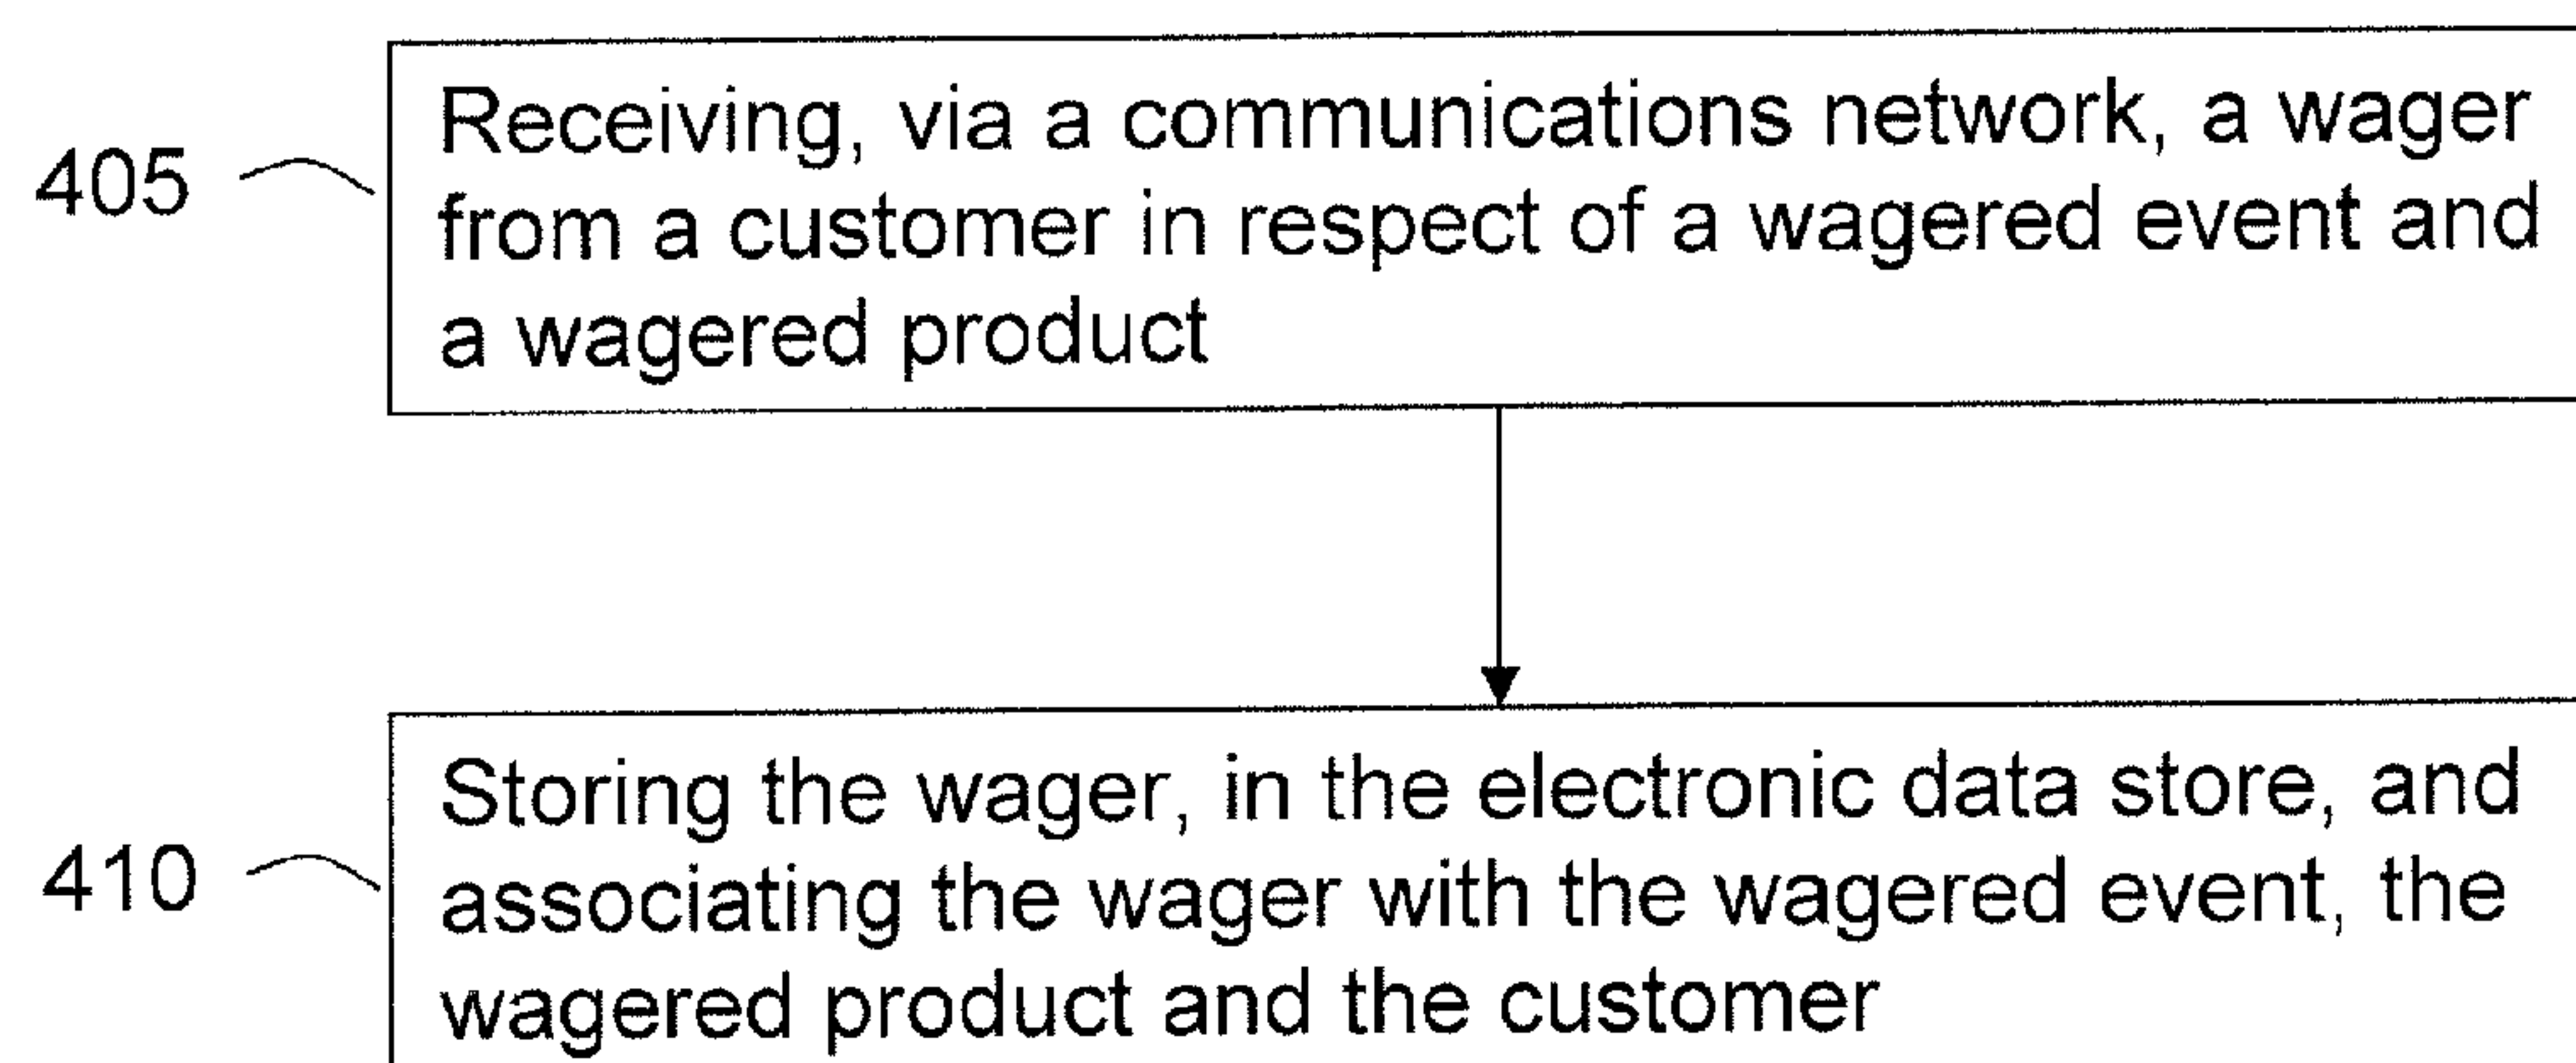 405
Receiving, via a communications network, a wager
from a customer in respect of a wagered event and
a wagered product
410
Storing the wager, in the electronic data store, and
associating the wager with the wagered event, the
wagered product and the customer